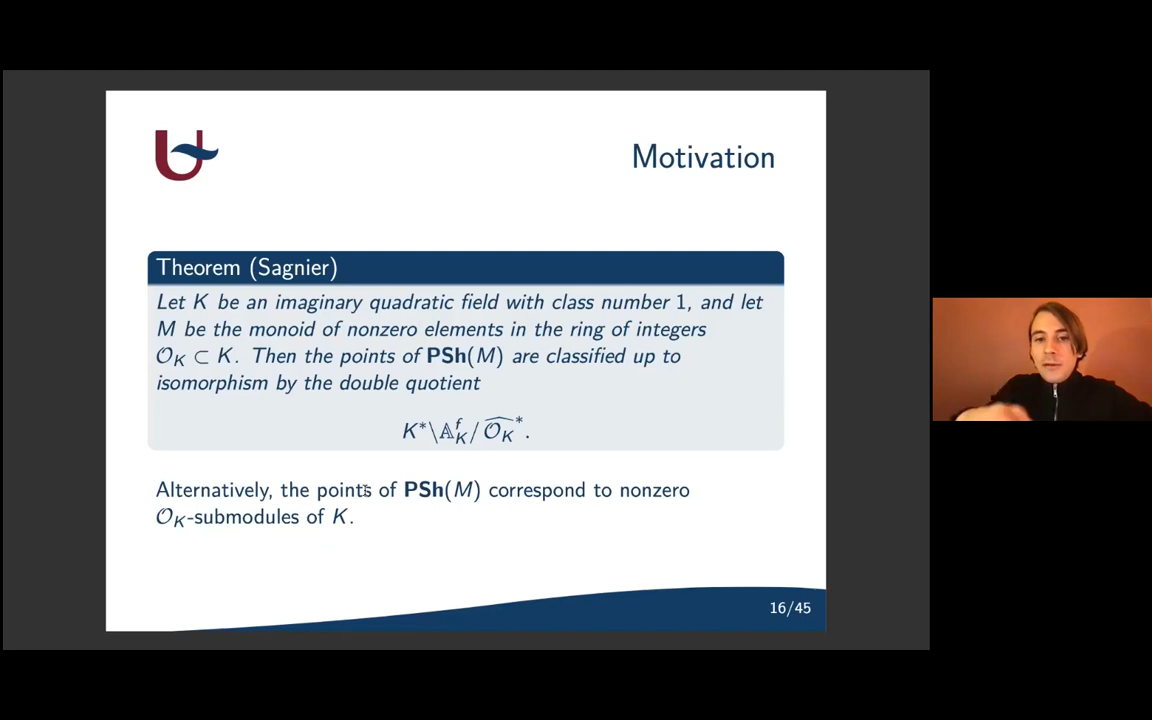 Motivation
Theorem (Sagnier)
Let K be an imaginary quadratic field with class number 1, and let
M be the monoid of nonzero elements in the ring of integers
𝒪_K ⊂ K. Then the points of PSh(M) are classified up to
isomorphism by the double quotient
K*\𝔸_K^f / \widehat{𝒪_K}^*.
Alternatively, the points of PSh(M) correspond to nonzero
𝒪_K-submodules of K.
16/45